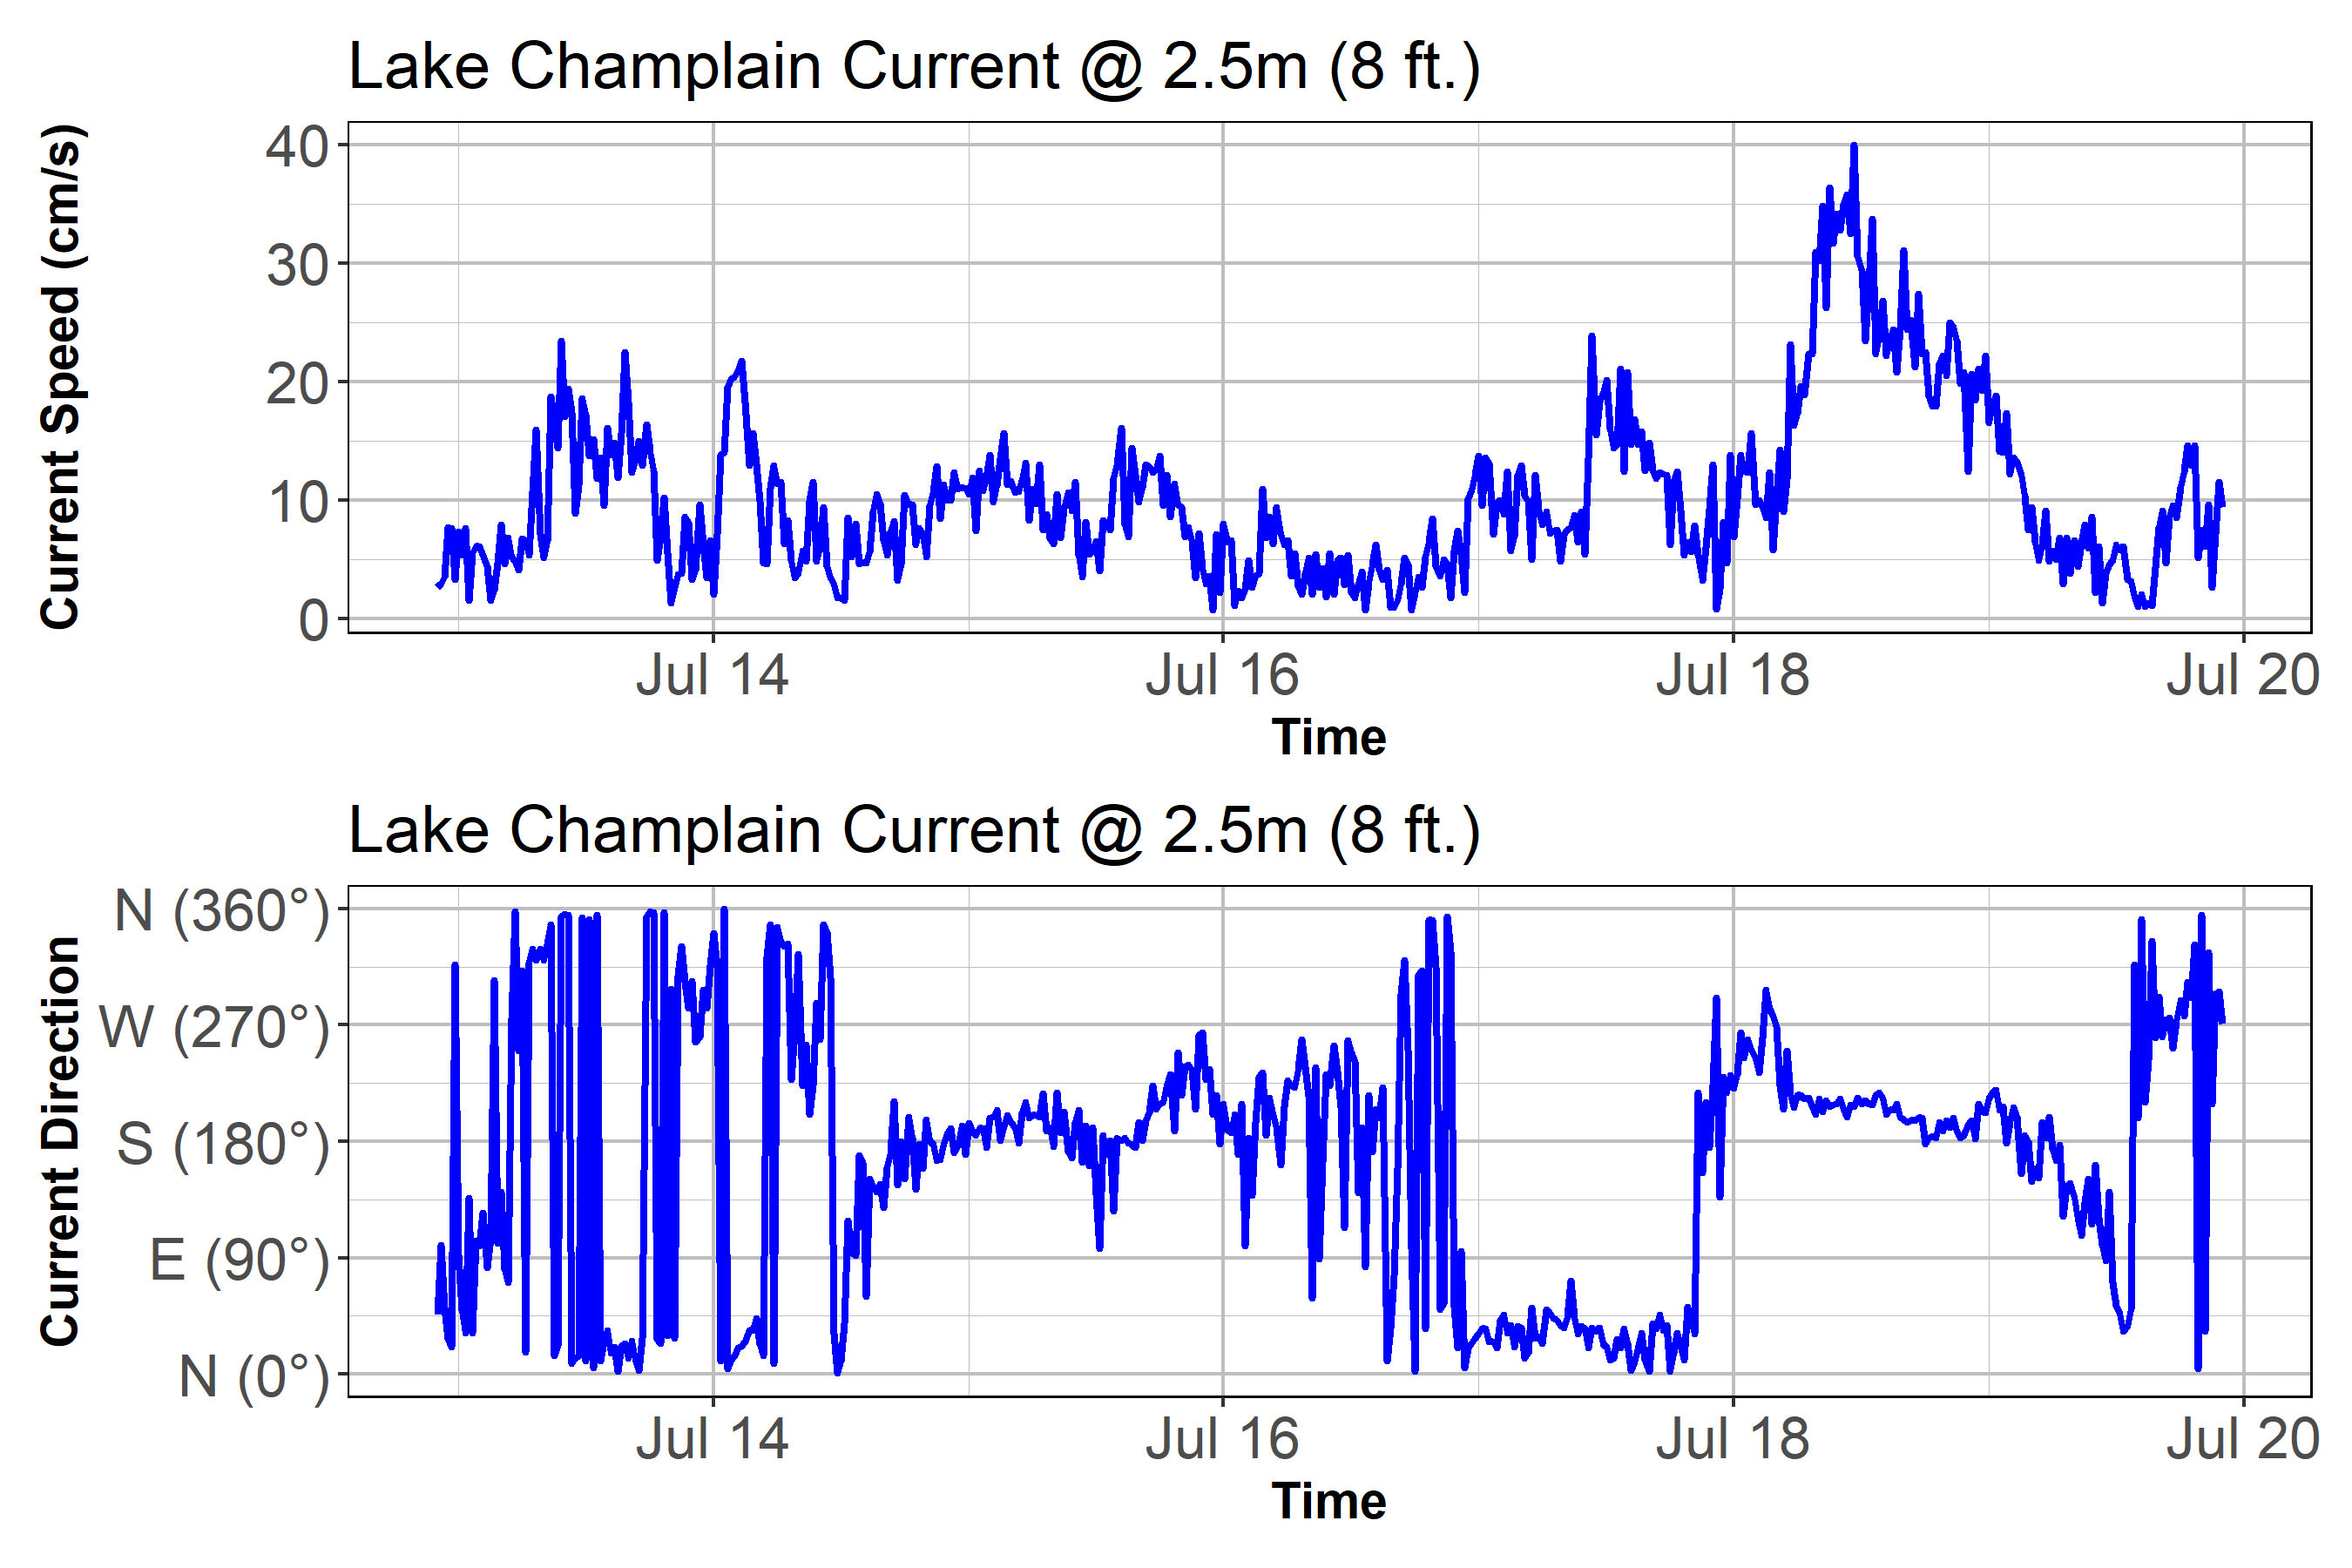 Lake Champlain Current @ 2.5m (8 ft.)
Current Speed (cm/s)
40
30
20
10
0
Jul 14 Jul 16 Jul 18 Jul 20
Time
Lake Champlain Current @ 2.5m (8 ft.)
Current Direction
N (360°)
W (270°)
S (180°)
E (90°)
N (0°)
Jul 14 Jul 16 Jul 18 Jul 20
Time